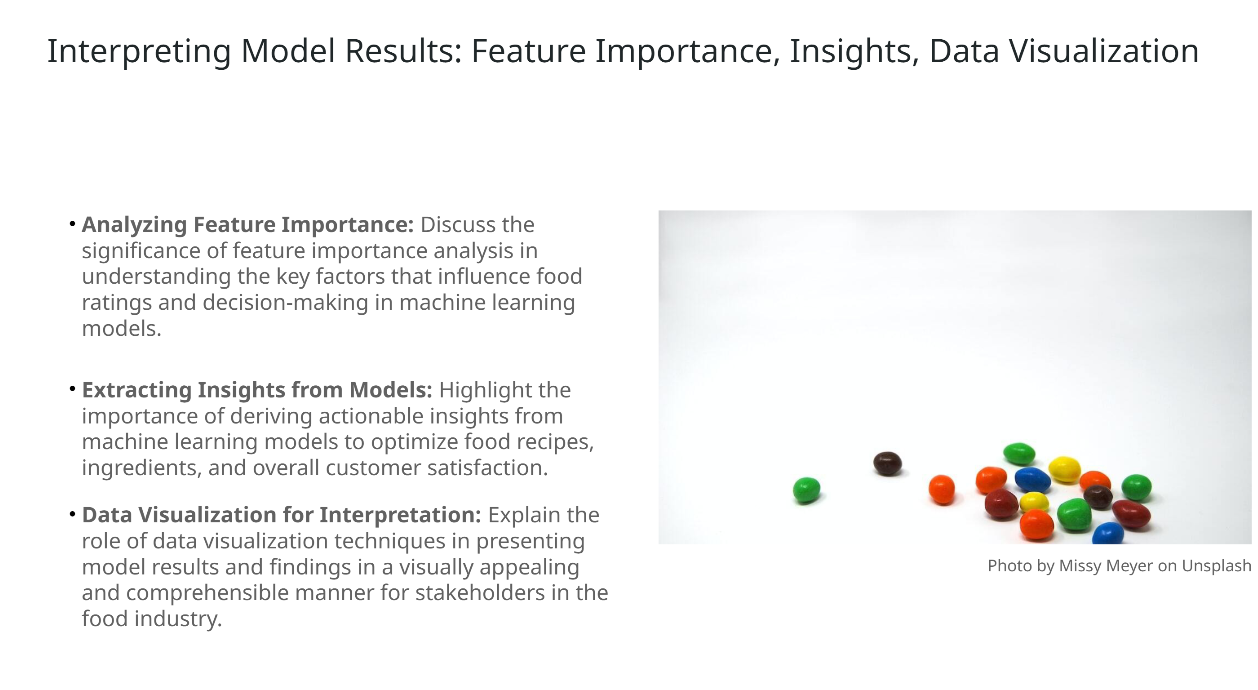 Interpreting Model Results: Feature Importance, Insights, Data Visualization
• Analyzing Feature Importance: Discuss the
significance of feature importance analysis in
understanding the key factors that influence food
ratings and decision-making in machine learning
models.
• Extracting Insights from Models: Highlight the
importance of deriving actionable insights from
machine learning models to optimize food recipes,
ingredients, and overall customer satisfaction.
• Data Visualization for Interpretation: Explain the
role of data visualization techniques in presenting
model results and findings in a visually appealing
and comprehensible manner for stakeholders in the
food industry.
Photo by Missy Meyer on Unsplash